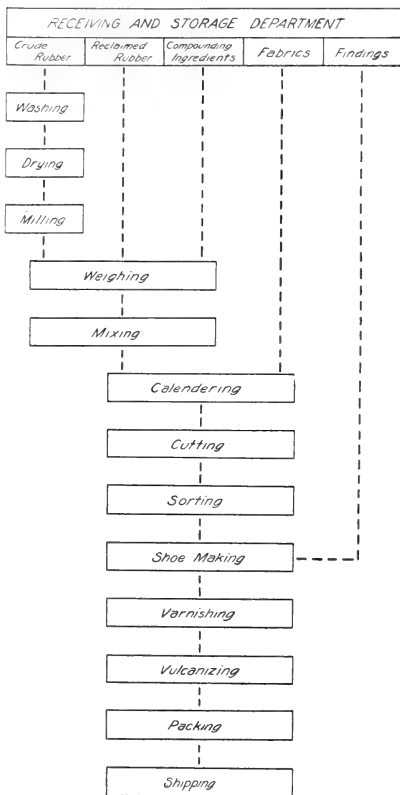 RECEIVING AND STORAGE DEPARTMENT
Crude Rubber
Reclaimed Rubber
Compounding Ingredients
Fabrics
Findings
Washing
Drying
Milling
Weighing
Mixing
Calendering
Cutting
Sorting
Shoe Making
Varnishing
Vulcanizing
Packing
Shipping